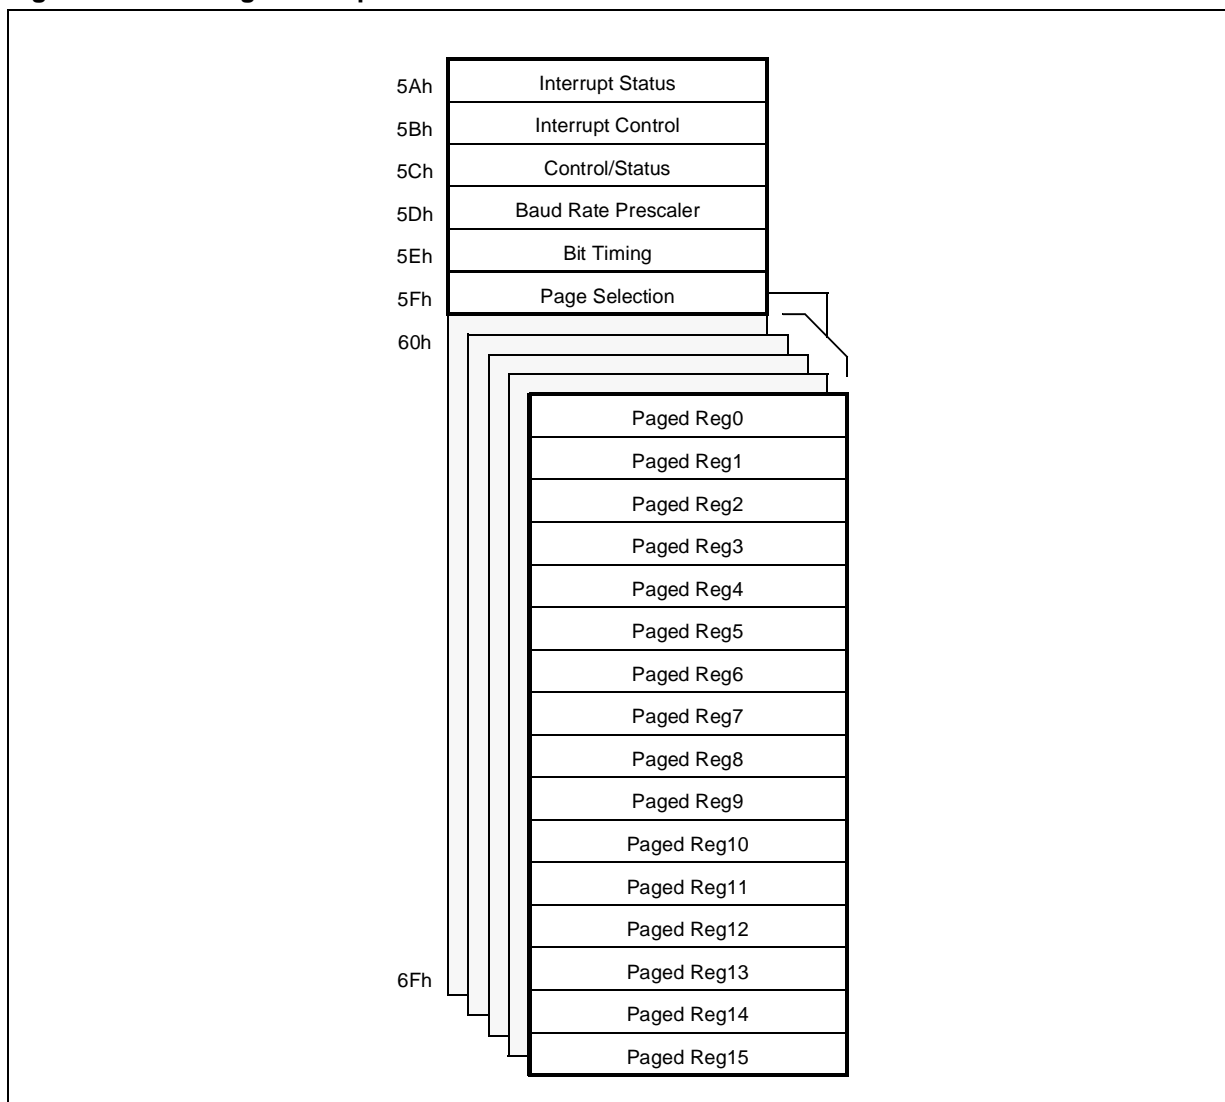 5Ah Interrupt Status
5Bh Interrupt Control
5Ch Control/Status
5Dh Baud Rate Prescaler
5Eh Bit Timing
5Fh Page Selection
60h
Paged Reg0
Paged Reg1
Paged Reg2
Paged Reg3
Paged Reg4
Paged Reg5
Paged Reg6
Paged Reg7
Paged Reg8
Paged Reg9
Paged Reg10
Paged Reg11
Paged Reg12
6Fh Paged Reg13
Paged Reg14
Paged Reg15